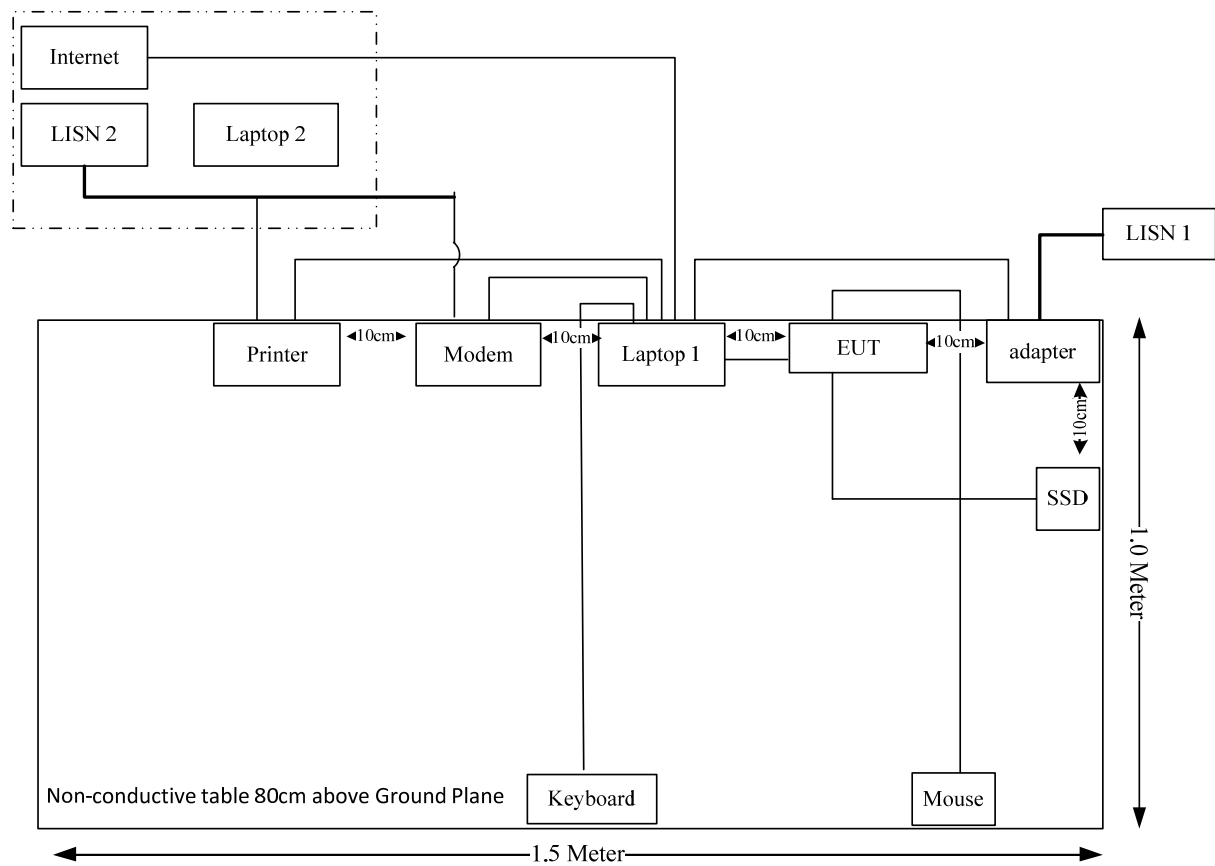 Internet
LISN 2
Laptop 2
LISN 1
Printer
10cm
Modem
10cm
Laptop 1
10cm
EUT
10cm
adapter
10cm
SSD
1.0 Meter
Non-conductive table 80cm above Ground Plane
Keyboard
Mouse
1.5 Meter